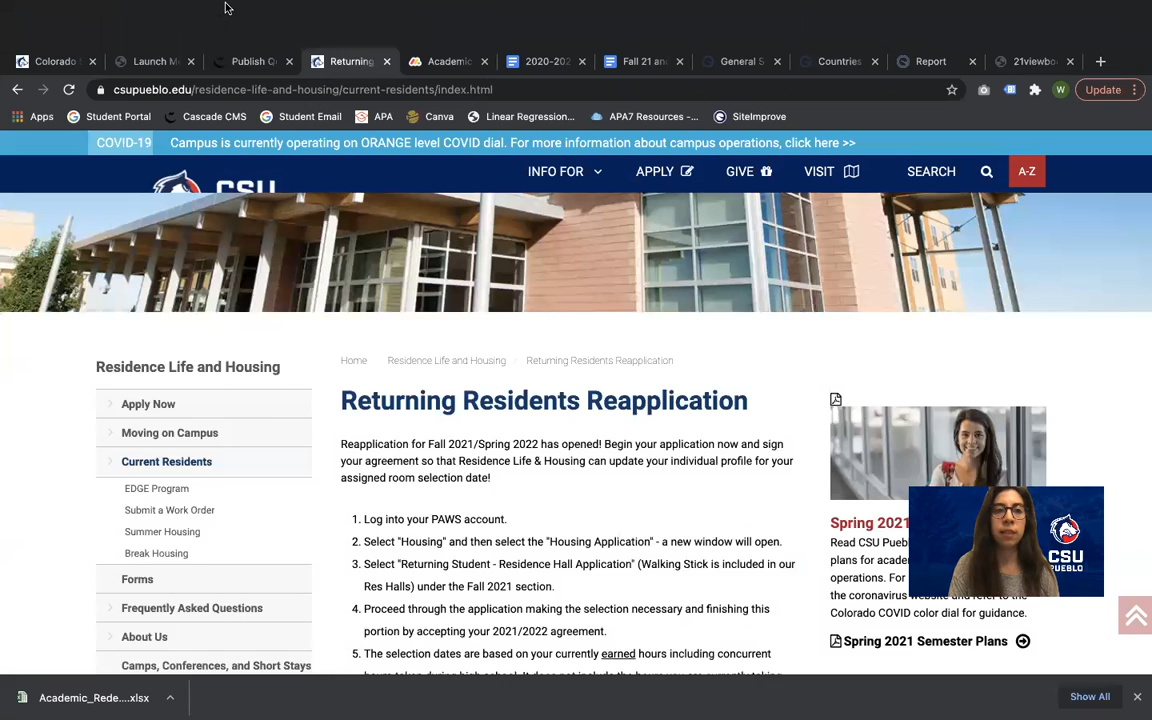 Colorado
Launch M
Publish Q
Returning
Academic
2020-202
Fall 21 and
General S
Countries
Report
21viewbo
csupueblo.edu/residence-life-and-housing/current-residents/index.html
W
Update
Apps
Student Portal
Cascade CMS
Student Email
APA
Canva
Linear Regression...
APA7 Resources -...
SiteImprove
COVID-19 Campus is currently operating on ORANGE level COVID dial. For more information about campus operations, click here >>
CSU
INFO FOR
APPLY
GIVE
VISIT
SEARCH
A-Z
Residence Life and Housing
Apply Now
Moving on Campus
Current Residents
EDGE Program
Submit a Work Order
Summer Housing
Break Housing
Forms
Frequently Asked Questions
About Us
Camps, Conferences, and Short Stays
Home / Residence Life and Housing / Returning Residents Reapplication
Returning Residents Reapplication
Reapplication for Fall 2021/Spring 2022 has opened! Begin your application now and sign
your agreement so that Residence Life & Housing can update your individual profile for your
assigned room selection date!
1. Log into your PAWS account.
2. Select "Housing" and then select the "Housing Application" - a new window will open.
3. Select "Returning Student - Residence Hall Application" (Walking Stick is included in our
Res Halls) under the Fall 2021 section.
4. Proceed through the application making the selection necessary and finishing this
portion by accepting your 2021/2022 agreement.
5. The selection dates are based on your currently earned hours including concurrent
Spring 2021
Read CSU Pueb
plans for acade
operations. For
the coronavirus website and refer to the
Colorado COVID color dial for guidance.
Spring 2021 Semester Plans
CSU
PUEBLO
Academic_Rede....xlsx
Show All